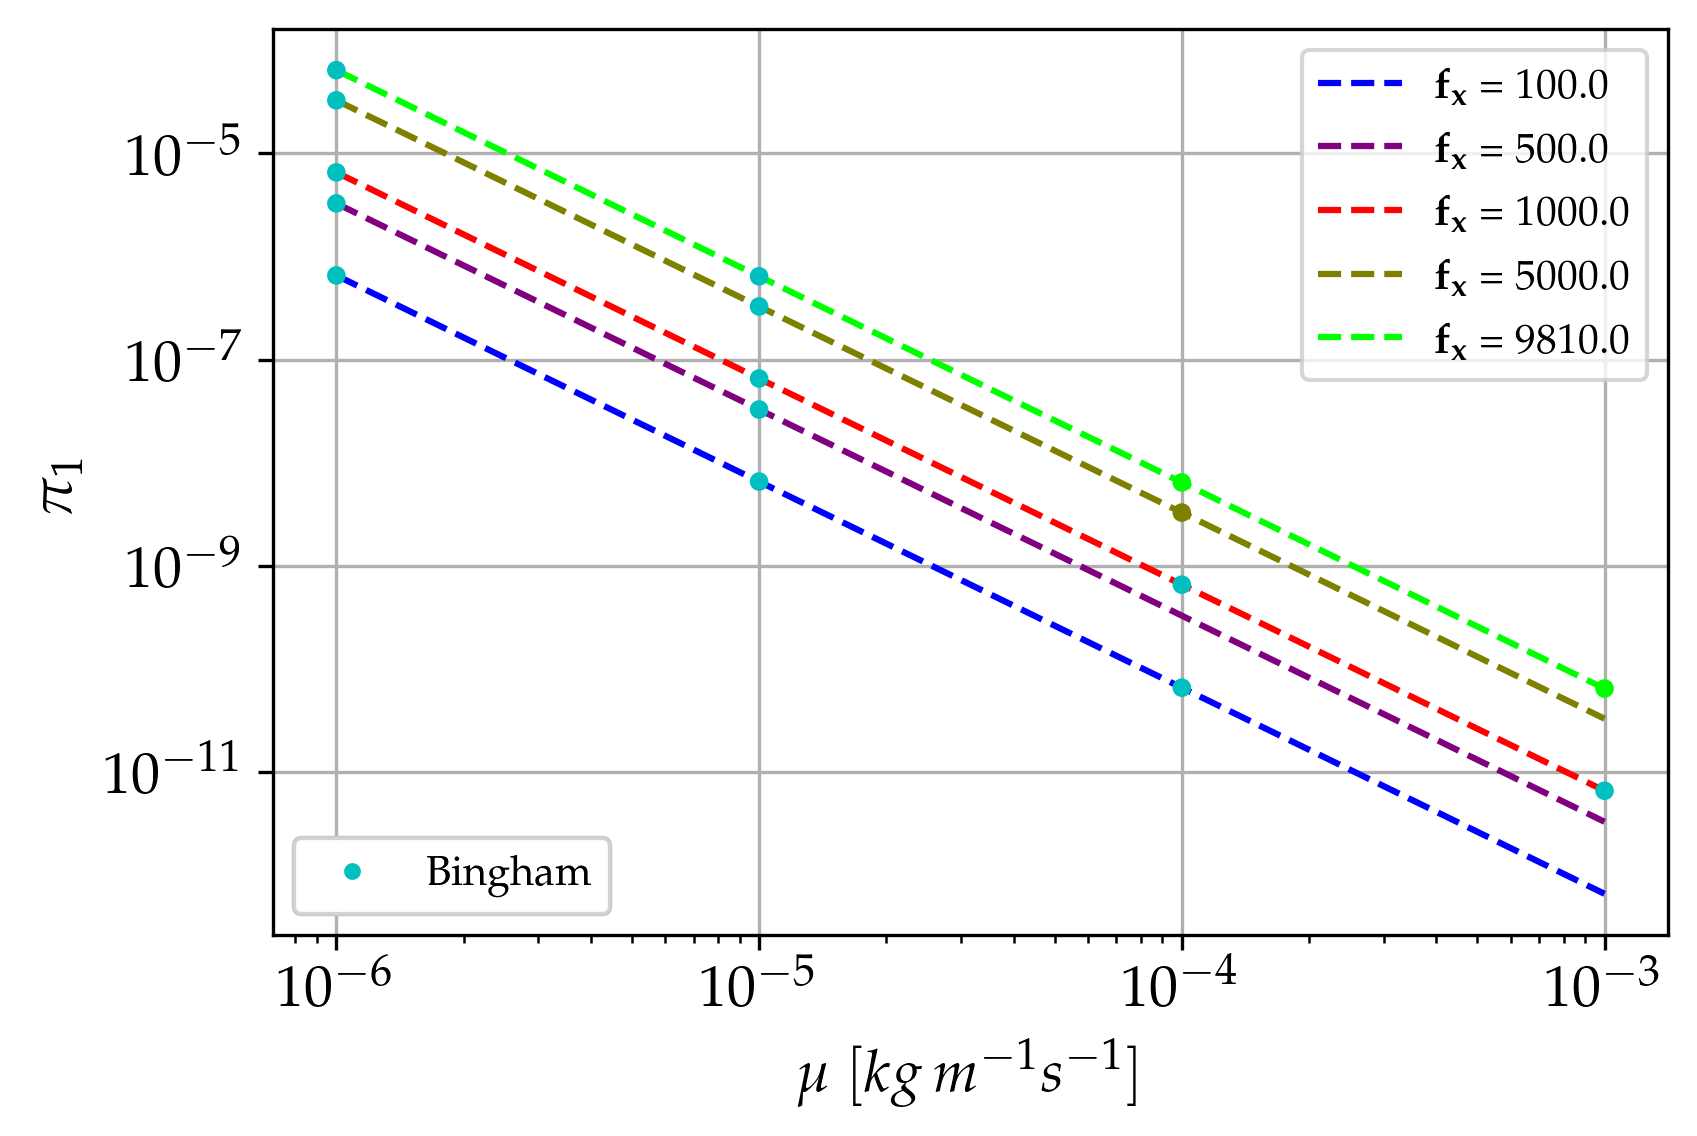 f_x = 100.0
f_x = 500.0
f_x = 1000.0
f_x = 5000.0
f_x = 9810.0
10^{-5}
10^{-7}
π_1
10^{-9}
10^{-11}
Bingham
10^{-6} 10^{-5} 10^{-4} 10^{-3}
μ [kg m^{-1}s^{-1}]